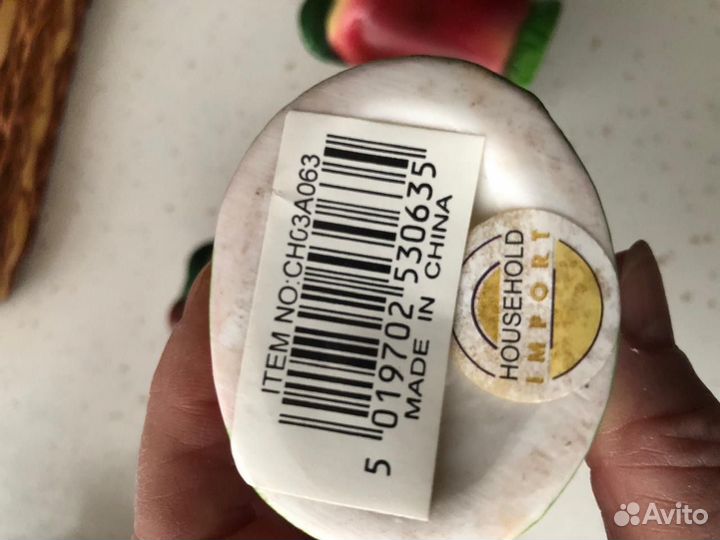 ITEM NO:CH03A063
5 019702 530635
MADE IN CHINA
HOUSEHOLD
IMPORT
Avito